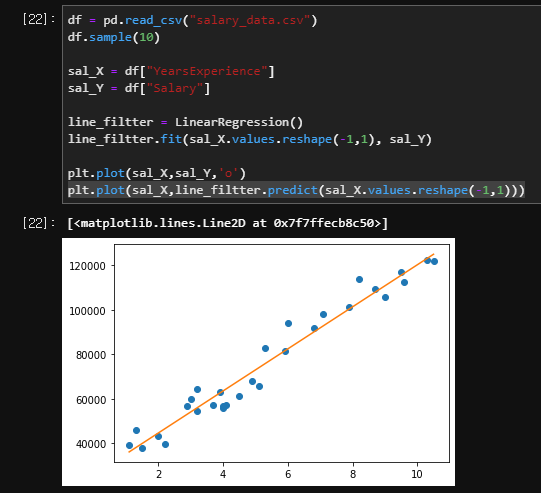 [22]: df = pd.read_csv("salary_data.csv")
df.sample(10)
sal_X = df["YearsExperience"]
sal_Y = df["Salary"]
line_filtter = LinearRegression()
line_filtter.fit(sal_X.values.reshape(-1,1), sal_Y)
plt.plot(sal_X,sal_Y,'o')
plt.plot(sal_X,line_filtter.predict(sal_X.values.reshape(-1,1)))
[22]: [<matplotlib.lines.Line2D at 0x7f7ffecb8c50>]
120000
100000
80000
60000
40000
2 4 6 8 10